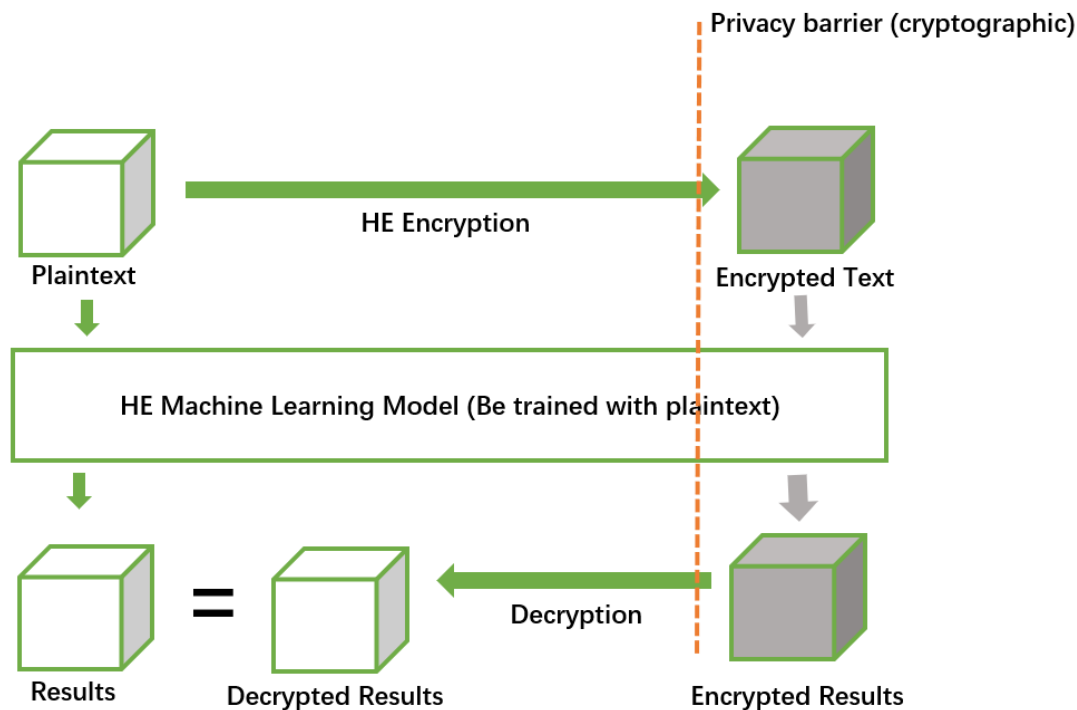 Privacy barrier (cryptographic)
HE Encryption
Plaintext
Encrypted Text
HE Machine Learning Model (Be trained with plaintext)
=
Decryption
Results
Decrypted Results
Encrypted Results